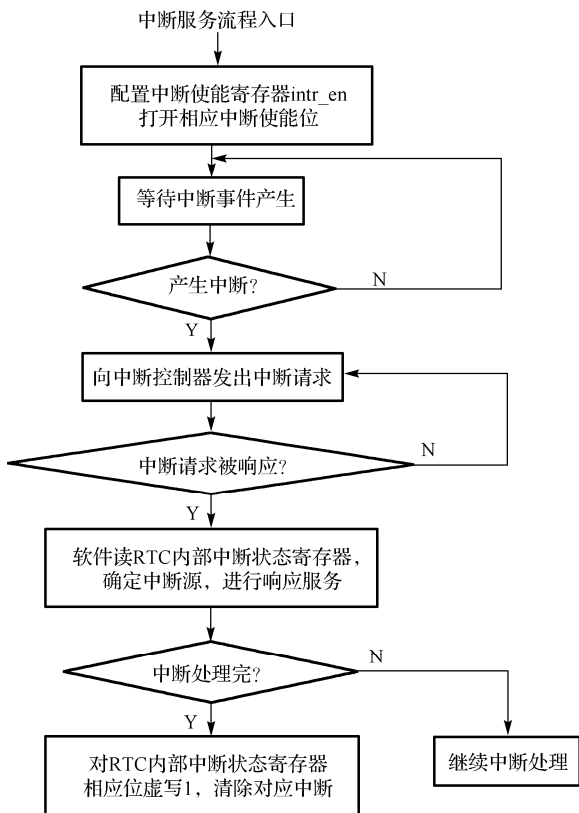 中断服务流程入口
配置中断使能寄存器intr_en
打开相应中断使能位
等待中断事件产生
产生中断?
N
Y
向中断控制器发出中断请求
中断请求被响应?
N
Y
软件读RTC内部中断状态寄存器,
确定中断源,进行响应服务
中断处理完?
N
Y
对RTC内部中断状态寄存器
相应位虚写1,清除对应中断
继续中断处理